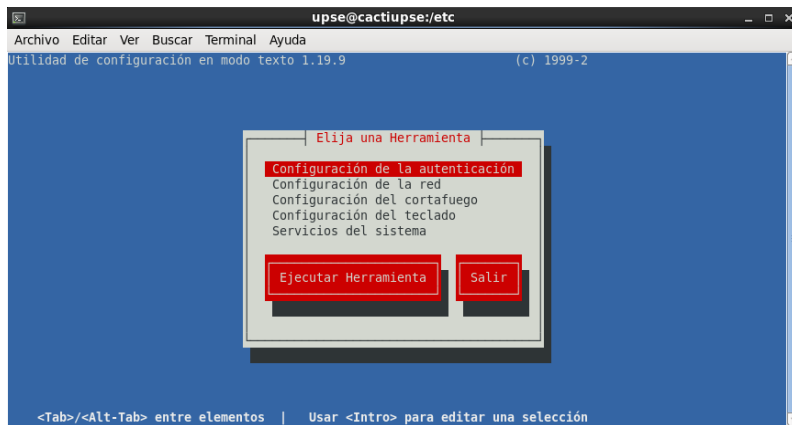 upse@cactiupse:/etc
Archivo Editar Ver Buscar Terminal Ayuda
Utilidad de configuración en modo texto 1.19.9 (c) 1999-2
Elija una Herramienta
Configuración de la autenticación
Configuración de la red
Configuración del cortafuego
Configuración del teclado
Servicios del sistema
Ejecutar Herramienta Salir
<Tab>/<Alt-Tab> entre elementos | Usar <Intro> para editar una selección